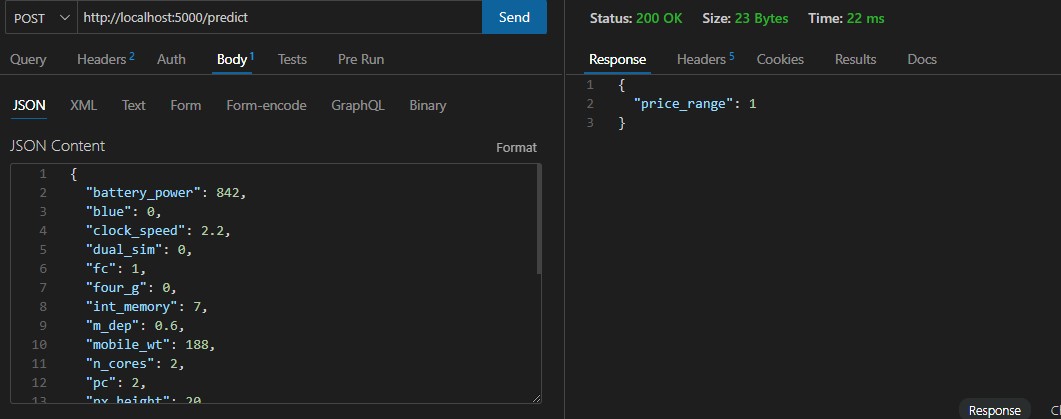 POST http://localhost:5000/predict Send
Status: 200 OK Size: 23 Bytes Time: 22 ms
Query Headers 2 Auth Body 1 Tests Pre Run
Response Headers 5 Cookies Results Docs
JSON XML Text Form Form-encode GraphQL Binary
1 {
2 "price_range": 1
3 }
JSON Content Format
1 {
2 "battery_power": 842,
3 "blue": 0,
4 "clock_speed": 2.2,
5 "dual_sim": 0,
6 "fc": 1,
7 "four_g": 0,
8 "int_memory": 7,
9 "m_dep": 0.6,
10 "mobile_wt": 188,
11 "n_cores": 2,
12 "pc": 2,
13 "px_height": 20
Response